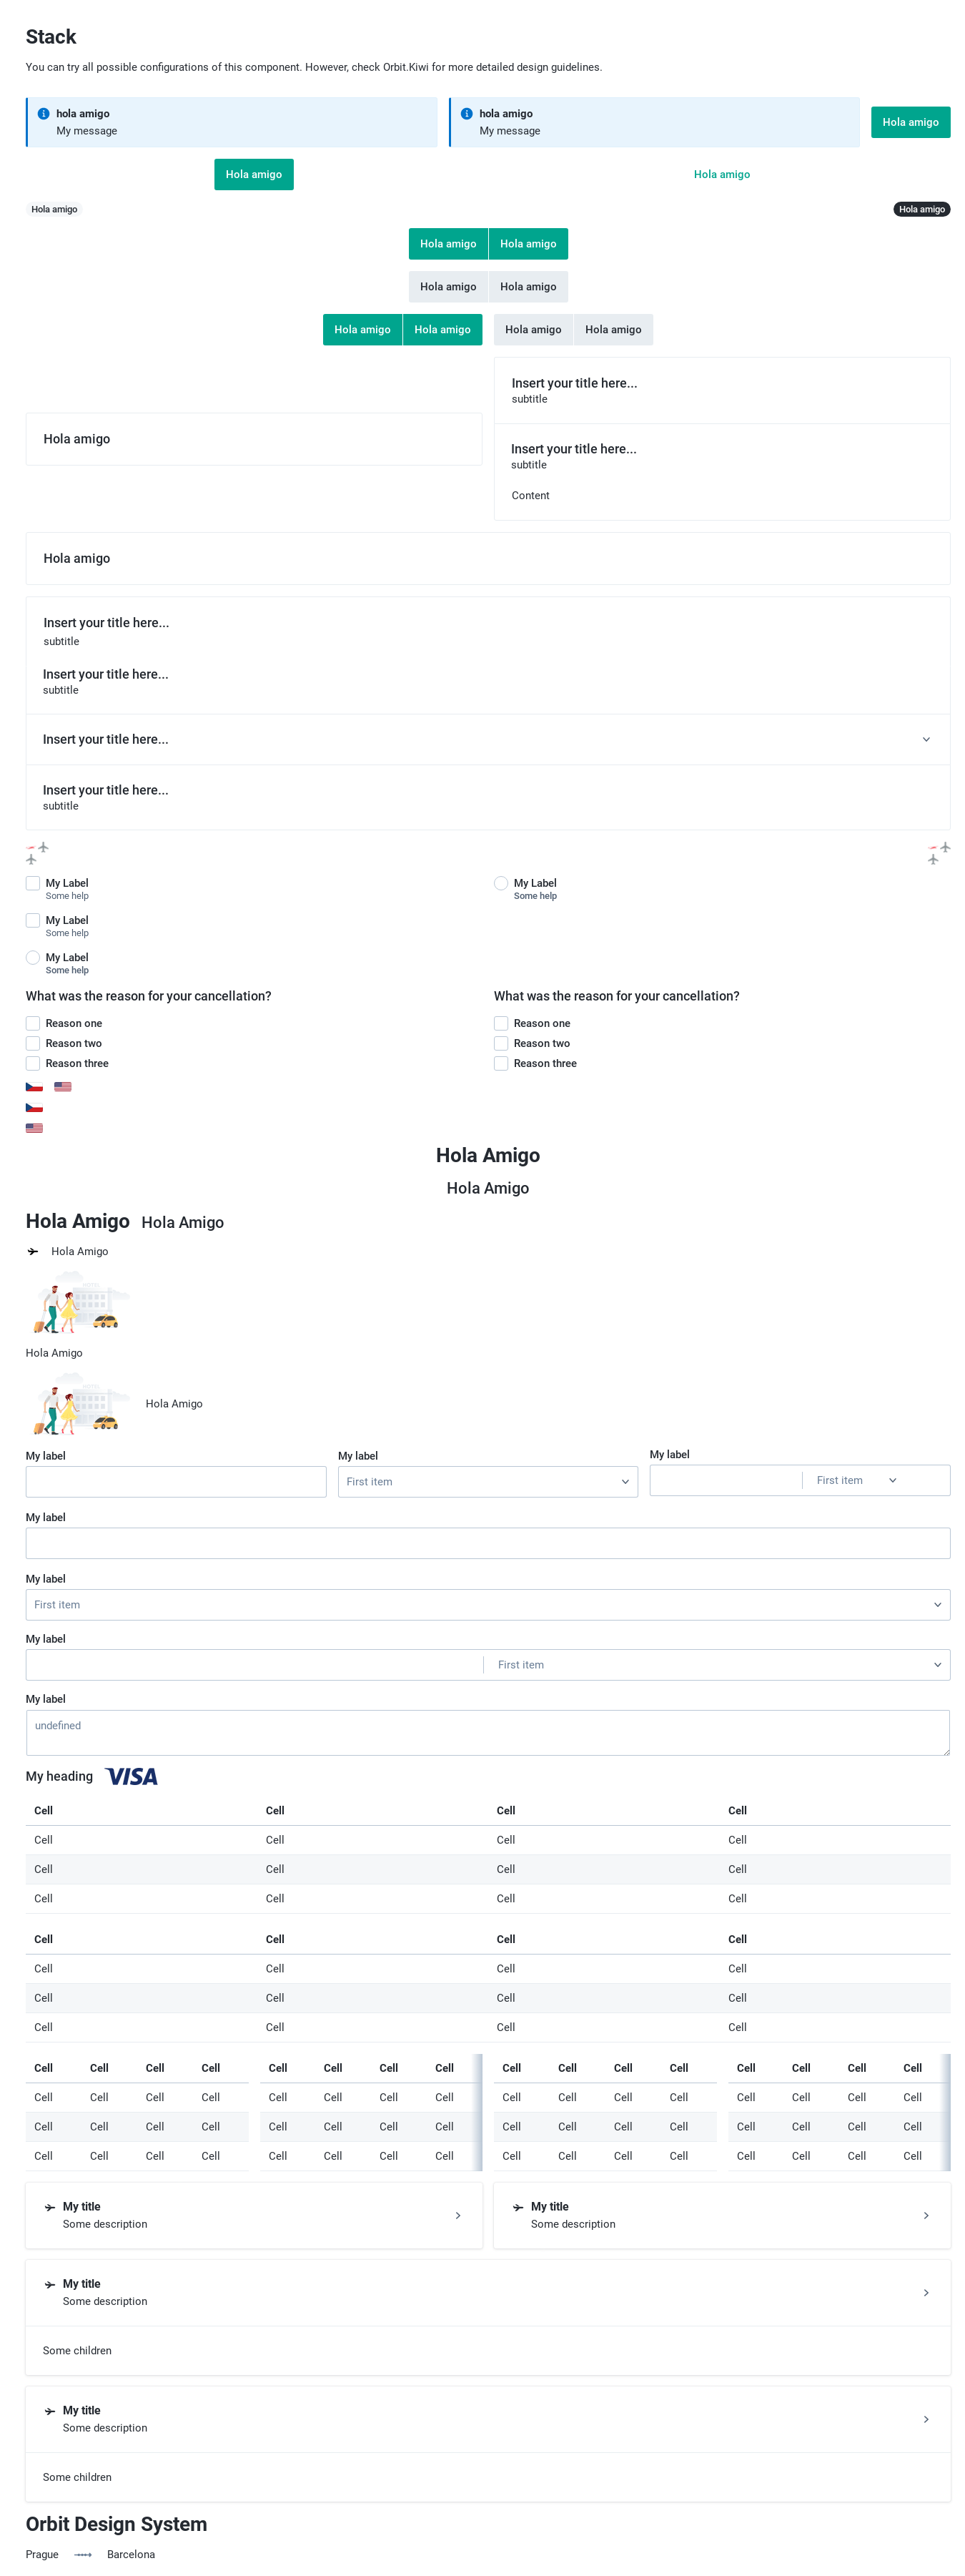 Stack
You can try all possible configurations of this component. However, check Orbit.Kiwi for more detailed design guidelines.
hola amigo
My message
hola amigo
My message
Hola amigo
Hola amigo
Hola amigo
Hola amigo
Hola amigo
Hola amigo Hola amigo
Hola amigo Hola amigo
Hola amigo Hola amigo Hola amigo Hola amigo
Hola amigo
Insert your title here...
subtitle
Insert your title here...
subtitle
Content
Hola amigo
Insert your title here...
subtitle
Insert your title here...
subtitle
Insert your title here...
Insert your title here...
subtitle
My Label
Some help
My Label
Some help
My Label
Some help
My Label
Some help
What was the reason for your cancellation?
Reason one
Reason two
Reason three
What was the reason for your cancellation?
Reason one
Reason two
Reason three
Hola Amigo
Hola Amigo
Hola Amigo Hola Amigo
Hola Amigo
Hola Amigo
Hola Amigo
My label
My label
First item
My label
First item
My label
My label
First item
My label
First item
My label
undefined
My heading VISA
Cell Cell Cell Cell
Cell Cell Cell Cell
Cell Cell Cell Cell
Cell Cell Cell Cell
Cell Cell Cell Cell
Cell Cell Cell Cell
Cell Cell Cell Cell
Cell Cell Cell Cell
Cell Cell Cell Cell Cell Cell Cell Cell Cell Cell Cell Cell Cell Cell Cell Cell
Cell Cell Cell Cell Cell Cell Cell Cell Cell Cell Cell Cell Cell Cell Cell Cell
Cell Cell Cell Cell Cell Cell Cell Cell Cell Cell Cell Cell Cell Cell Cell Cell
Cell Cell Cell Cell Cell Cell Cell Cell Cell Cell Cell Cell Cell Cell Cell Cell
My title
Some description
My title
Some description
My title
Some description
Some children
My title
Some description
Some children
Orbit Design System
Prague Barcelona